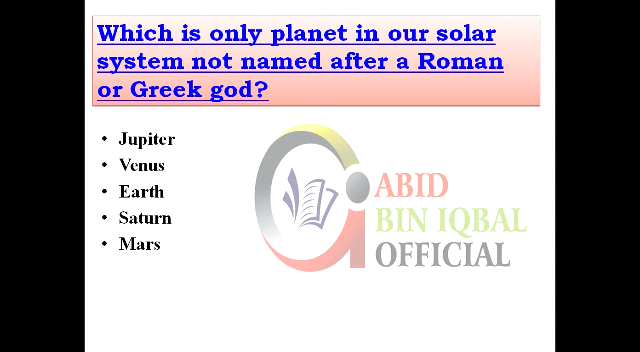 Which is only planet in our solar
system not named after a Roman
or Greek god?
• Jupiter
• Venus
• Earth
• Saturn
• Mars
ABID
BIN IQBAL
OFFICIAL